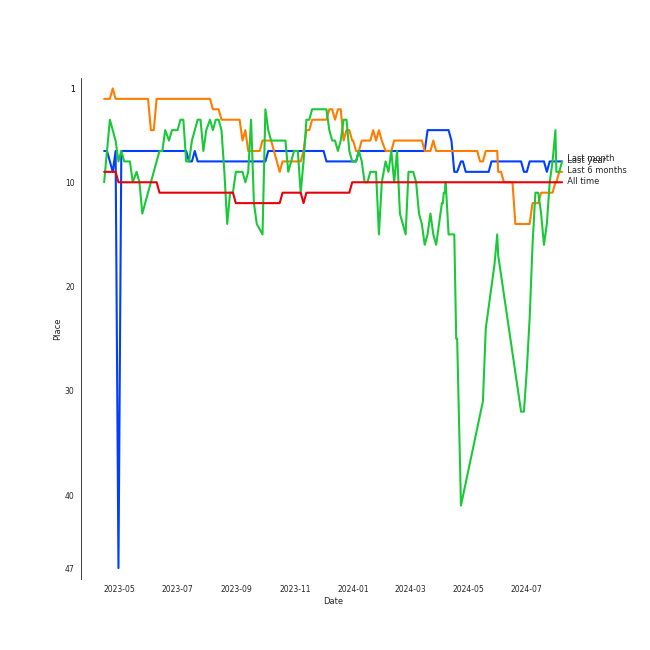 1
10
20
30
40
47
Place
2023-05 2023-07 2023-09 2023-11 2024-01 2024-03 2024-05 2024-07
Date
Last month
Last year
Last 6 months
All time